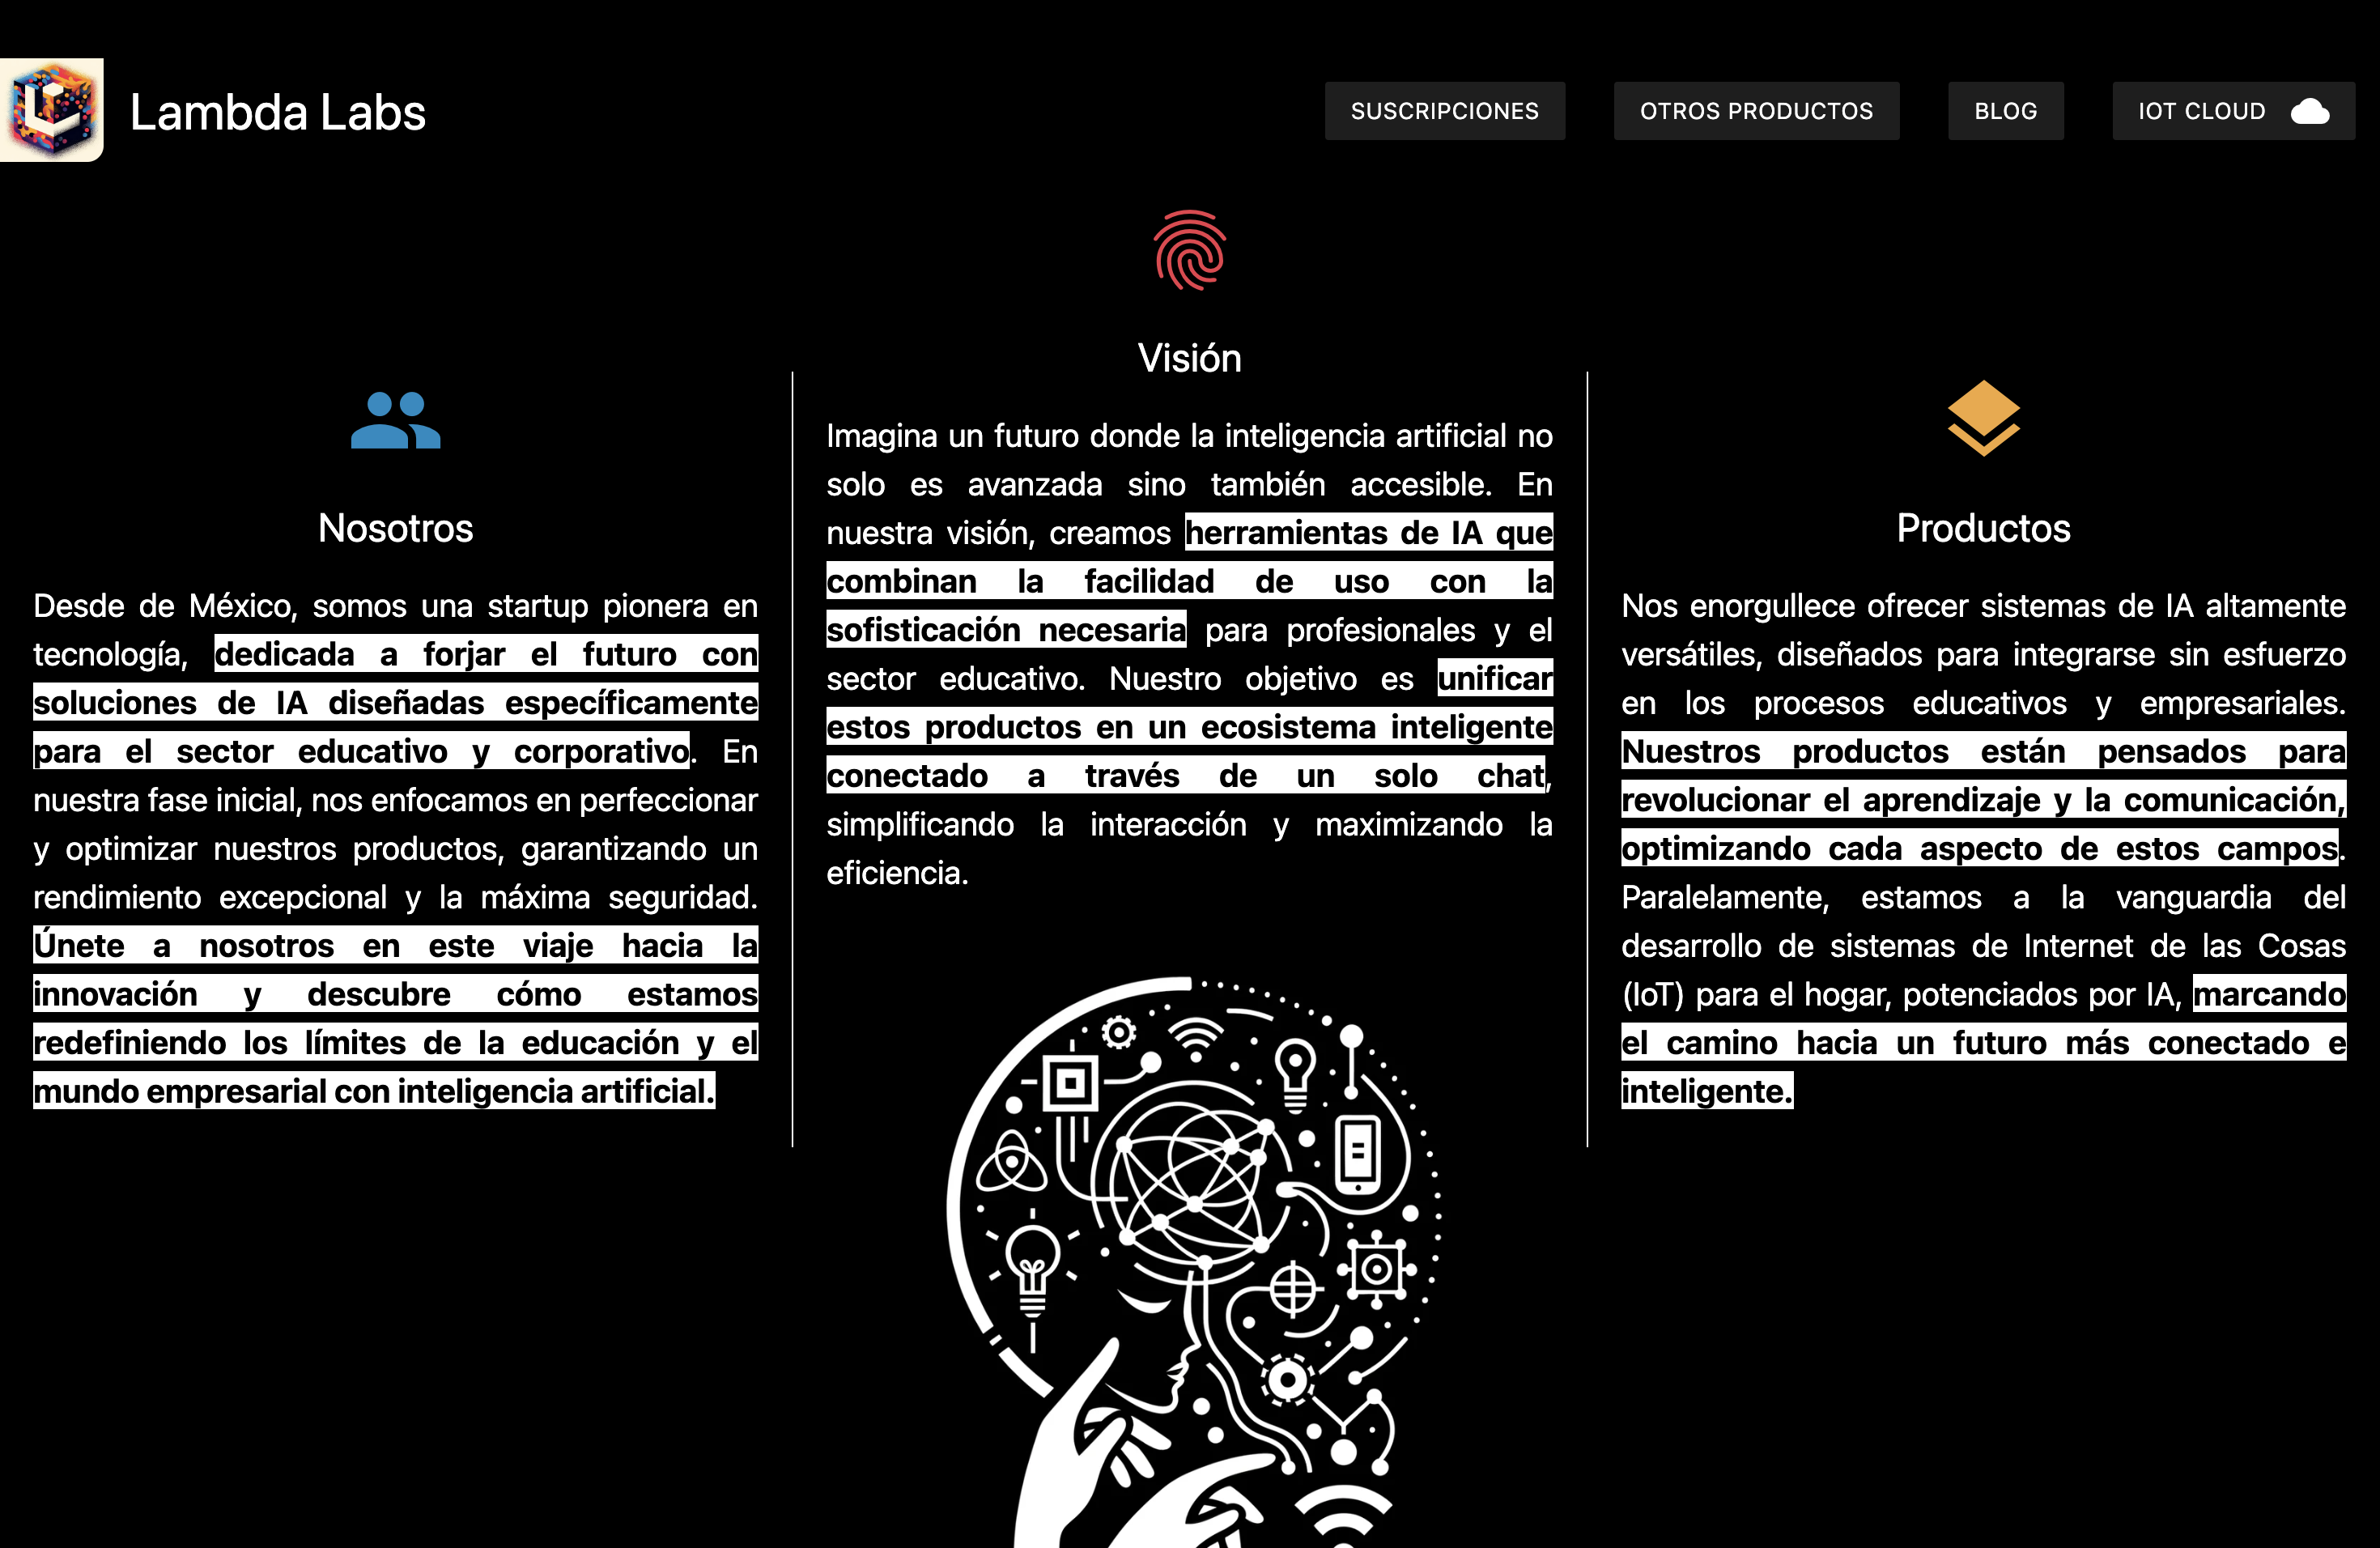 Lambda Labs
SUSCRIPCIONES
OTROS PRODUCTOS
BLOG
IOT CLOUD
Nosotros
Desde de México, somos una startup pionera en
tecnología, dedicada a forjar el futuro con
soluciones de IA diseñadas específicamente
para el sector educativo y corporativo. En
nuestra fase inicial, nos enfocamos en perfeccionar
y optimizar nuestros productos, garantizando un
rendimiento excepcional y la máxima seguridad.
Únete a nosotros en este viaje hacia la
innovación y descubre cómo estamos
redefiniendo los límites de la educación y el
mundo empresarial con inteligencia artificial.
Visión
Imagina un futuro donde la inteligencia artificial no
solo es avanzada sino también accesible. En
nuestra visión, creamos herramientas de IA que
combinan la facilidad de uso con la
sofisticación necesaria para profesionales y el
sector educativo. Nuestro objetivo es unificar
estos productos en un ecosistema inteligente
conectado a través de un solo chat,
simplificando la interacción y maximizando la
eficiencia.
Productos
Nos enorgullece ofrecer sistemas de IA altamente
versátiles, diseñados para integrarse sin esfuerzo
en los procesos educativos y empresariales.
Nuestros productos están pensados para
revolucionar el aprendizaje y la comunicación,
optimizando cada aspecto de estos campos.
Paralelamente, estamos a la vanguardia del
desarrollo de sistemas de Internet de las Cosas
(IoT) para el hogar, potenciados por IA, marcando
el camino hacia un futuro más conectado e
inteligente.